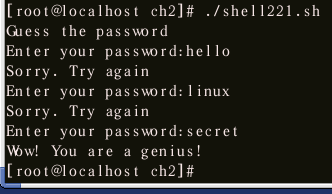 [root@localhost ch2]# ./shell221.sh
Guess the password
Enter your password:hello
Sorry. Try again
Enter your password:linux
Sorry. Try again
Enter your password:secret
Wow! You are a genius!
[root@localhost ch2]#